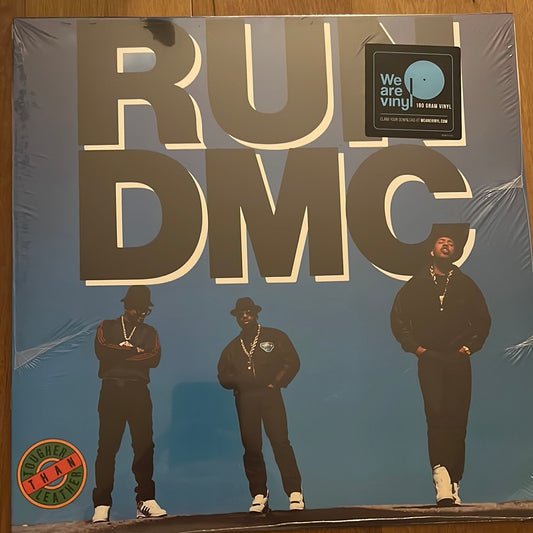 RUN
DMC
We
are
vinyl
180 GRAM VINYL
CLAIM YOUR DOWNLOAD AT WEAREVINYL.COM
TOUGHER
THAN
LEATHER